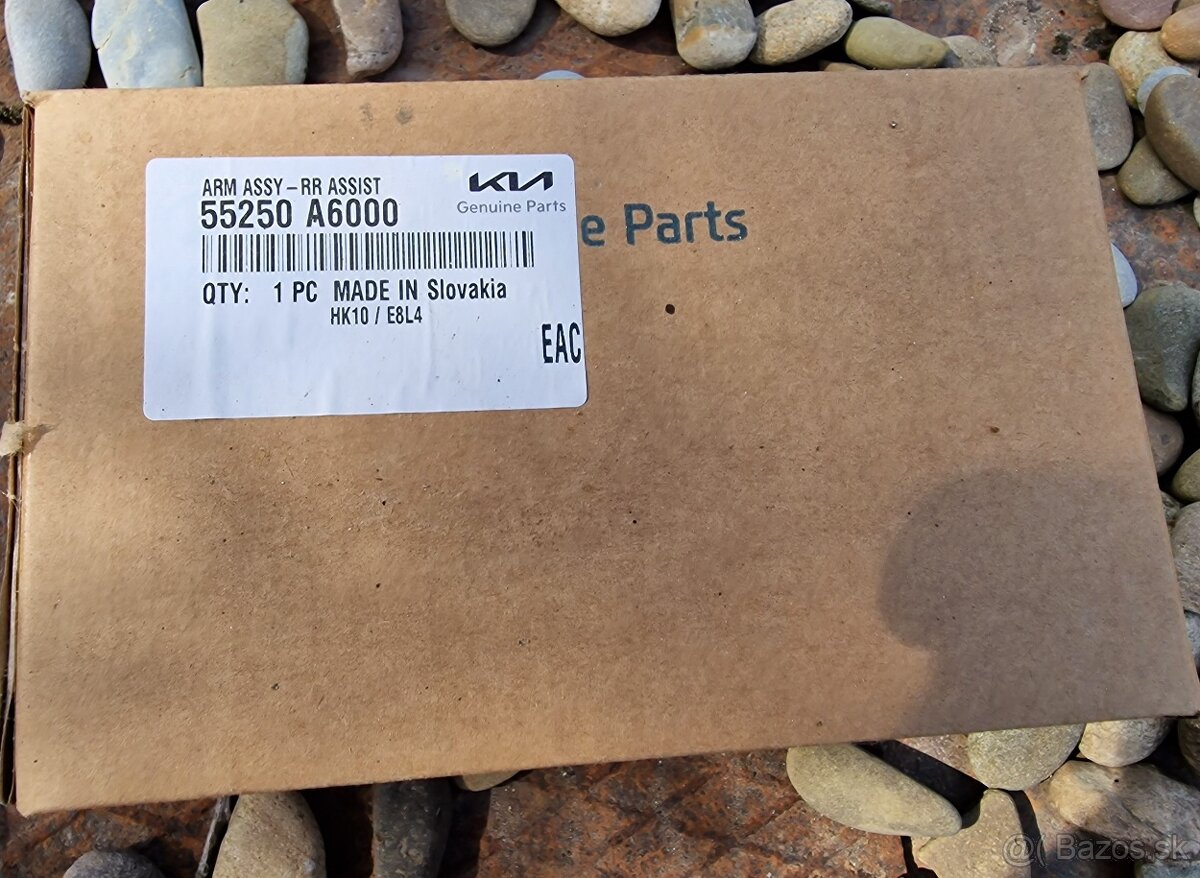 ARM ASSY-RR ASSIST
55250 A6000
KIA
Genuine Parts
e Parts
QTY: 1 PC MADE IN Slovakia
HK10 / E8L4
EAC
Bazos.sk